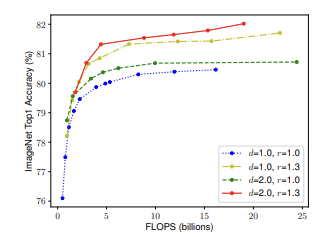 ImageNet Top1 Accuracy (%)
82
81
80
79
78
77
76
0 5 10 15 20 25
FLOPS (billions)
d=1.0, r=1.0
d=1.0, r=1.3
d=2.0, r=1.0
d=2.0, r=1.3